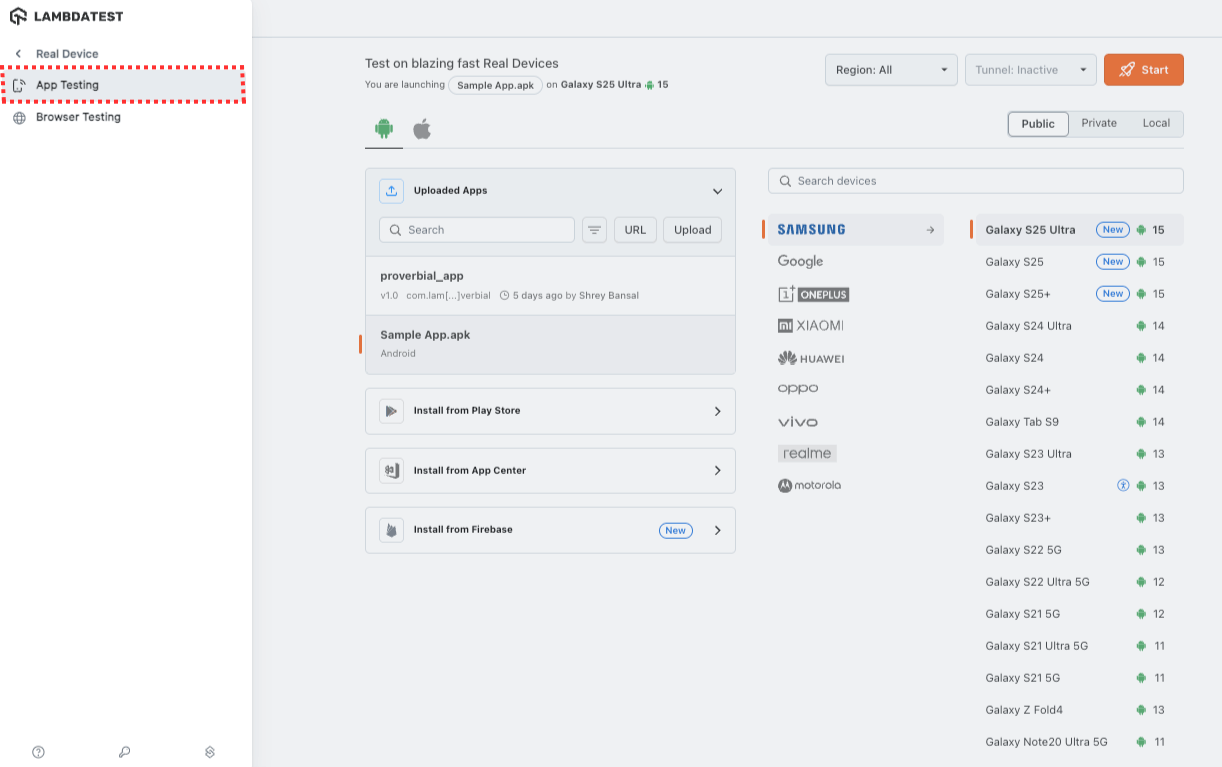 LAMBDATEST
Real Device
App Testing
Browser Testing
Test on blazing fast Real Devices
You are launching Sample App.apk on Galaxy S25 Ultra 15
Region: All
Tunnel: Inactive
Start
Public Private Local
Uploaded Apps
Search URL Upload
proverbial_app
v1.0 com.lam[...]verbial 5 days ago by Shrey Bansal
Sample App.apk
Android
Install from Play Store
Install from App Center
Install from Firebase New
Search devices
SAMSUNG
Google
1+ ONEPLUS
mi XIAOMI
HUAWEI
oppo
vivo
realme
motorola
Galaxy S25 Ultra New 15
Galaxy S25 New 15
Galaxy S25+ New 15
Galaxy S24 Ultra 14
Galaxy S24 14
Galaxy S24+ 14
Galaxy Tab S9 14
Galaxy S23 Ultra 13
Galaxy S23 13
Galaxy S23+ 13
Galaxy S22 5G 13
Galaxy S22 Ultra 5G 12
Galaxy S21 5G 12
Galaxy S21 Ultra 5G 11
Galaxy S21 5G 11
Galaxy Z Fold4 13
Galaxy Note20 Ultra 5G 11